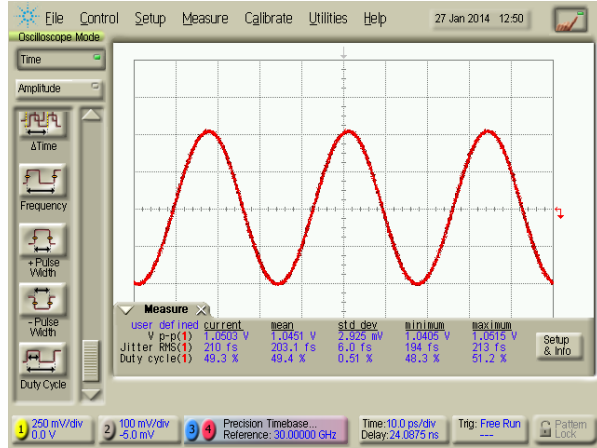 File Control Setup Measure Calibrate Utilities Help 27 Jan 2014 12:50
Oscilloscope Mode
Time
Amplitude
ΔTime
Frequency
+ Pulse
Width
- Pulse
Width
Duty Cycle
Measure
user defined current mean std dev minimum maximum
V p-p(1) 1.0503 V 1.0451 V 2.925 mV 1.0405 V 1.0515 V
Jitter RMS(1) 210 fs 203.1 fs 6.0 fs 194 fs 213 fs
Duty cycle(1) 49.3 % 49.4 % 0.51 % 48.3 % 51.2 %
Setup
& Info
1 250 mV/div
0.0 V
2 100 mV/div
-5.0 mV
3 4 Precision Timebase...
Reference: 30.00000 GHz
Time:10.0 ps/div
Delay:24.0875 ns
Trig: Free Run
---
Pattern
Lock